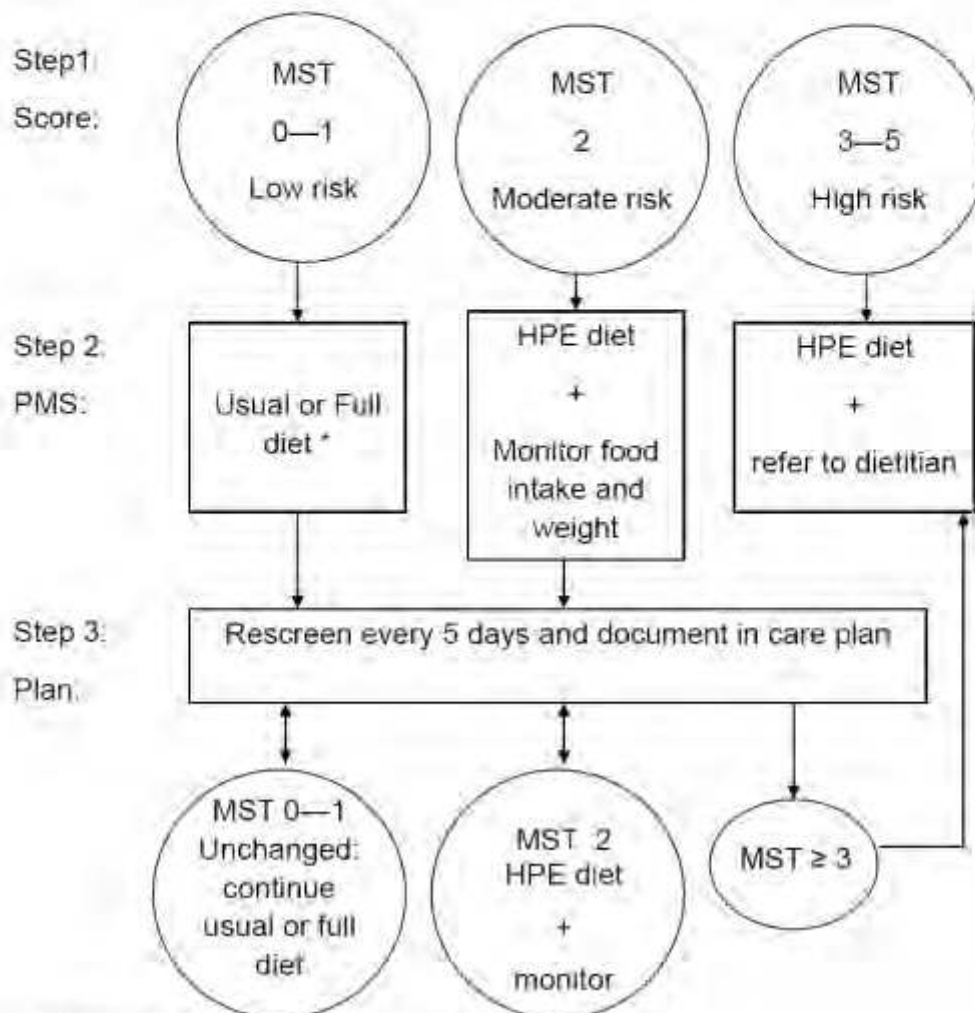 Step1:
Score:
MST
0—1
Low risk
MST
2
Moderate risk
MST
3—5
High risk
Step 2:
PMS:
Usual or Full
diet *
HPE diet
+
Monitor food
intake and
weight
HPE diet
+
refer to dietitian
Step 3:
Plan:
Rescreen every 5 days and document in care plan
MST 0—1
Unchanged:
continue
usual or full
diet.
MST 2
HPE diet
+
monitor
MST ≥ 3